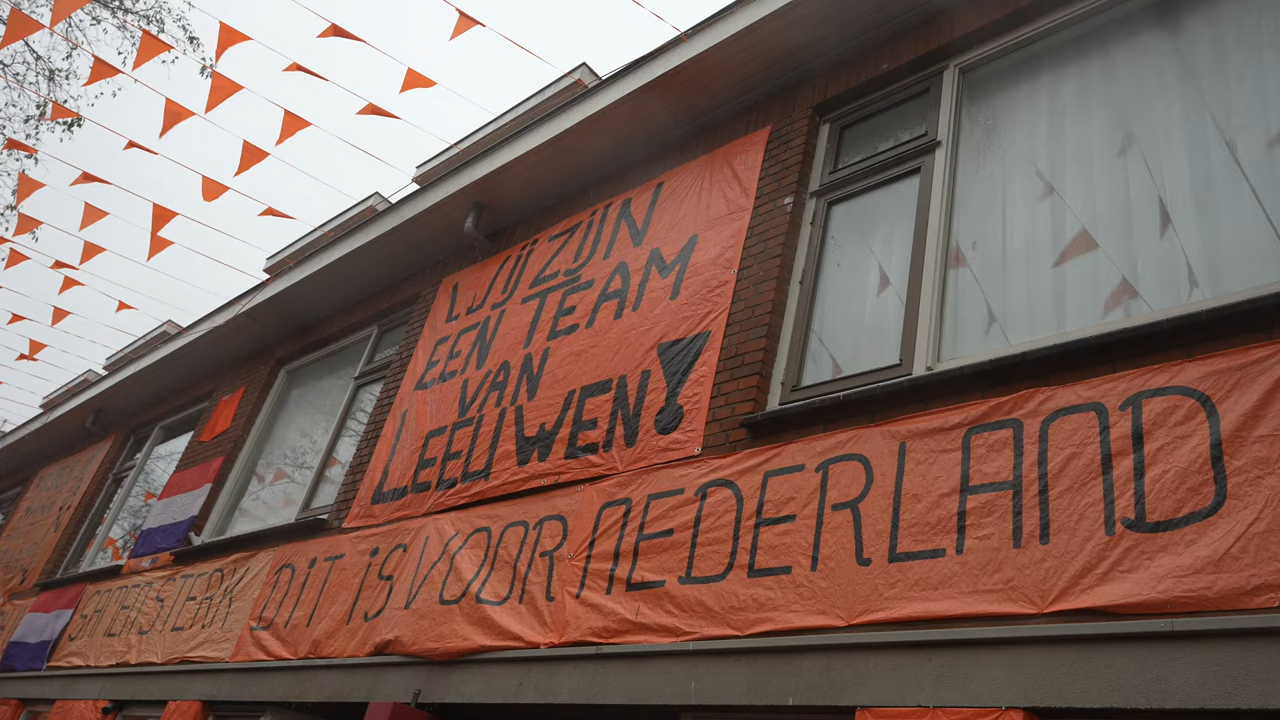 WIJ ZIJN
EEN TEAM
VAN
LEEUWEN!
SAMEN STERK DIT iS VOOR NEDERLAND